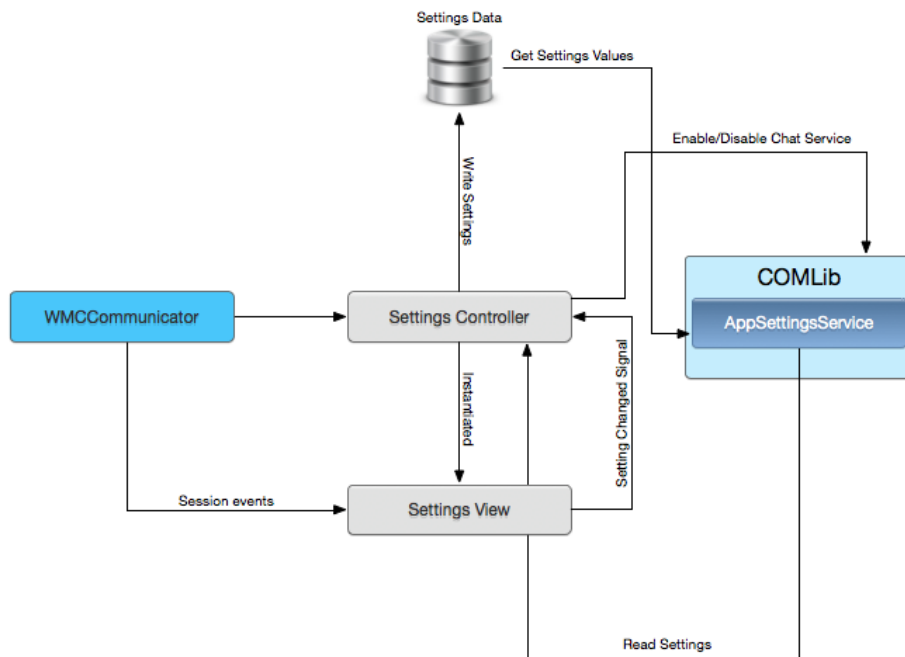 Settings Data
Get Settings Values
Enable/Disable Chat Service
Write Settings
COMLib
AppSettingsService
WMCCommunicator
Settings Controller
Instantiated
Setting Changed Signal
Session events
Settings View
Read Settings